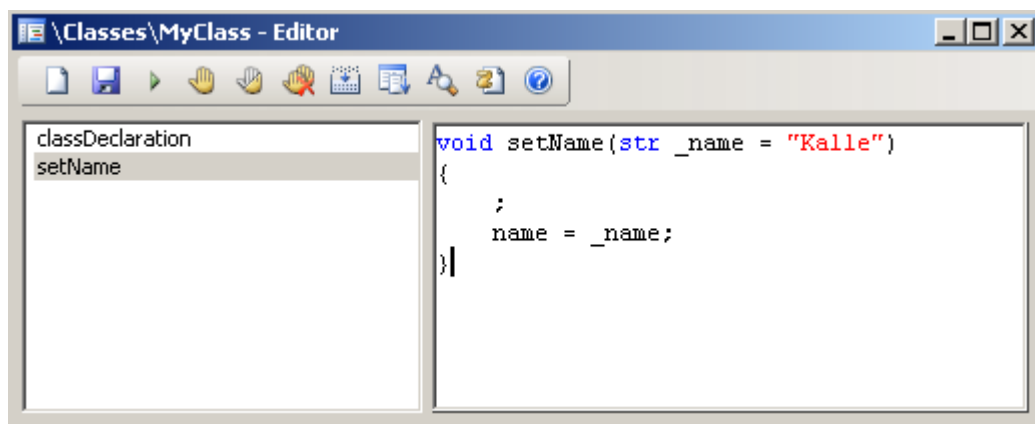 \Classes\MyClass - Editor
classDeclaration
setName
void setName(str _name = "Kalle")
{
;
name = _name;
}